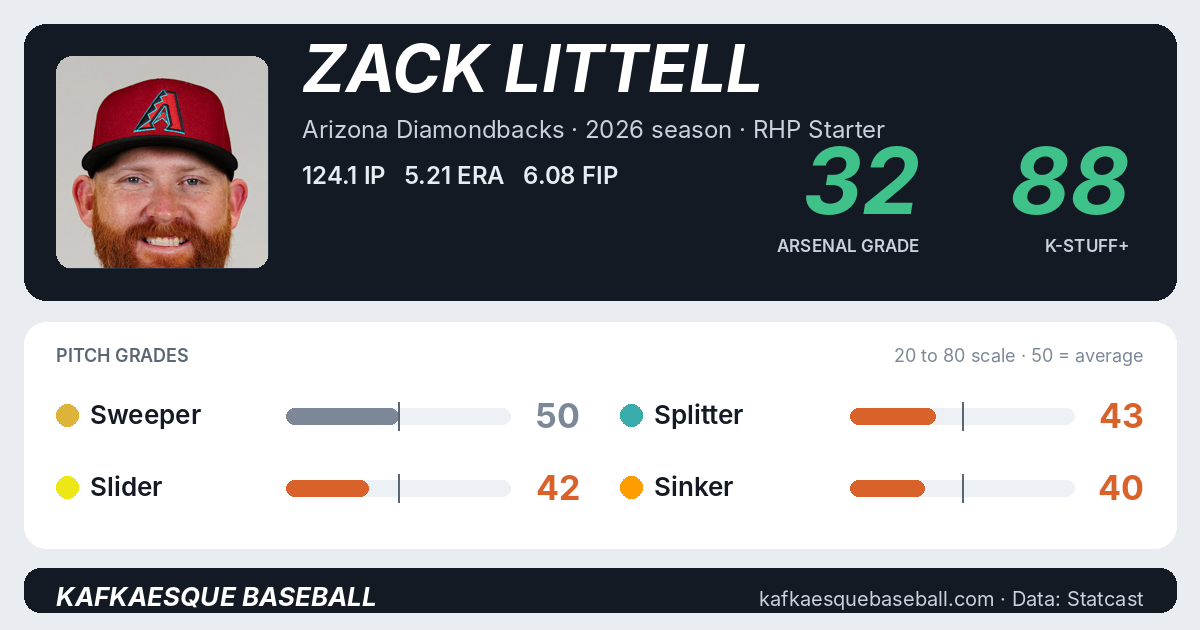 ZACK LITTELL
Arizona Diamondbacks · 2026 season · RHP Starter
124.1 IP 5.21 ERA 6.08 FIP
32 88
ARSENAL GRADE K-STUFF+
PITCH GRADES 20 to 80 scale · 50 = average
Sweeper 50 Splitter 43
Slider 42 Sinker 40
KAFKAESQUE BASEBALL kafkaesquebaseball.com · Data: Statcast